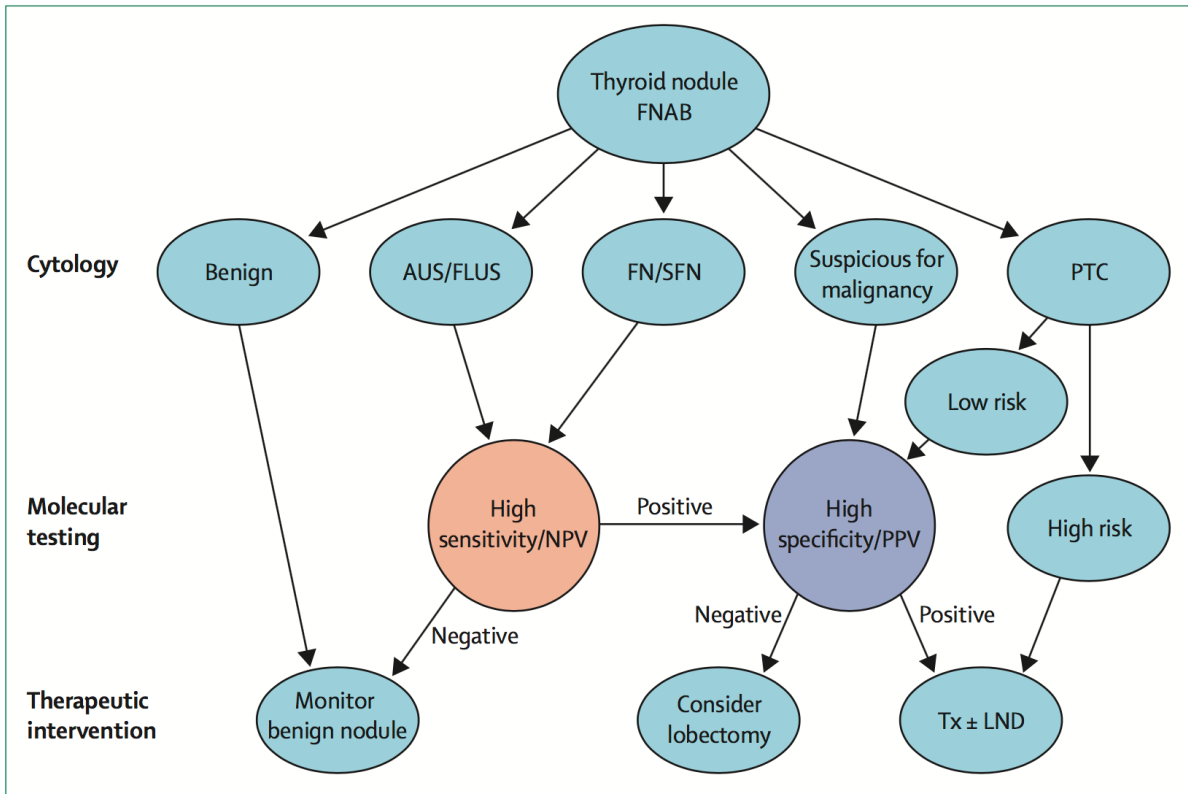 Thyroid nodule
FNAB
Cytology
Benign
AUS/FLUS
FN/SFN
Suspicious for
malignancy
PTC
Low risk
Molecular
testing
High
sensitivity/NPV
Positive
High
specificity/PPV
High risk
Negative
Negative
Positive
Therapeutic
intervention
Monitor
benign nodule
Consider
lobectomy
Tx ± LND